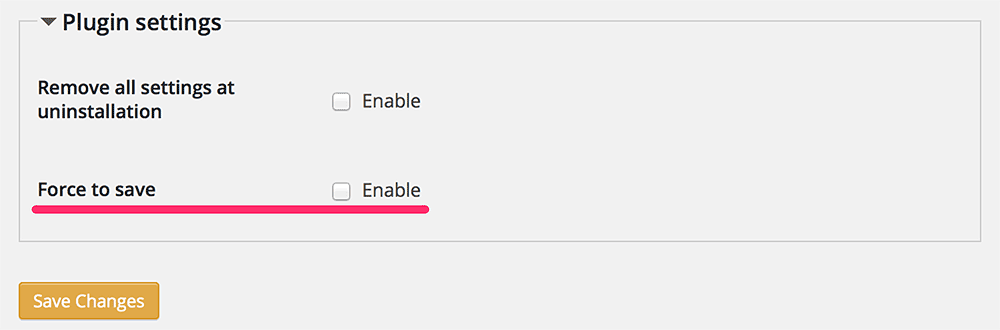 Plugin settings
Remove all settings at
uninstallation
Enable
Force to save
Enable
Save Changes